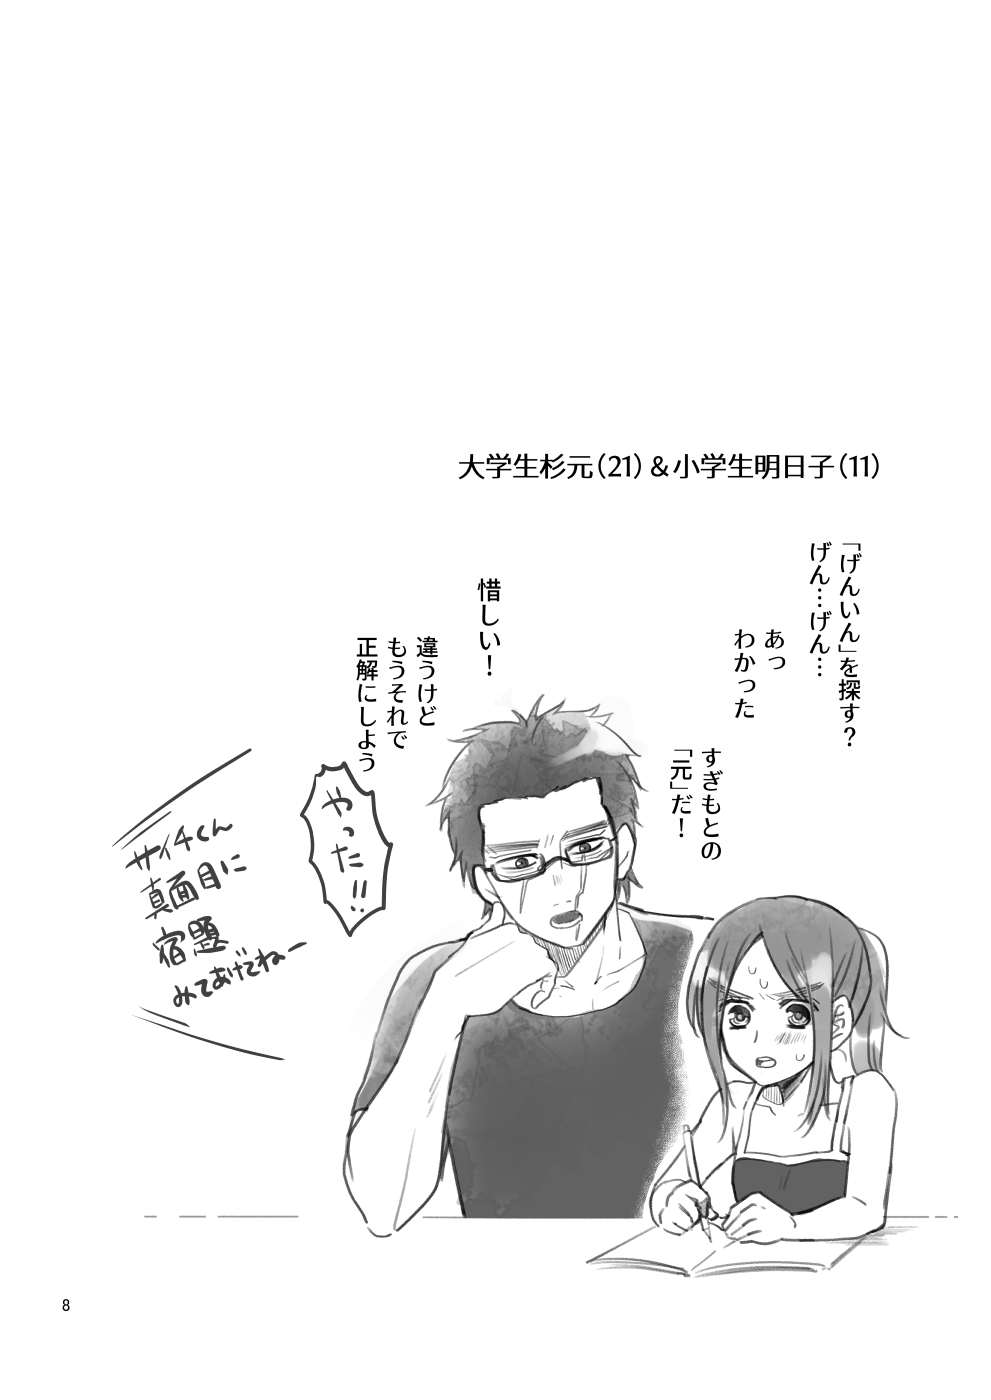 大学生杉元（21）＆小学生明日子（11）
「げんいん」を探す？
げん…げん…
あっ
わかった
すぎもとの
「元」だ！
惜しい！
違うけど
もうそれで
正解にしよう
やった!!
サイチくん
真面目に
宿題
みてあげてねー
8